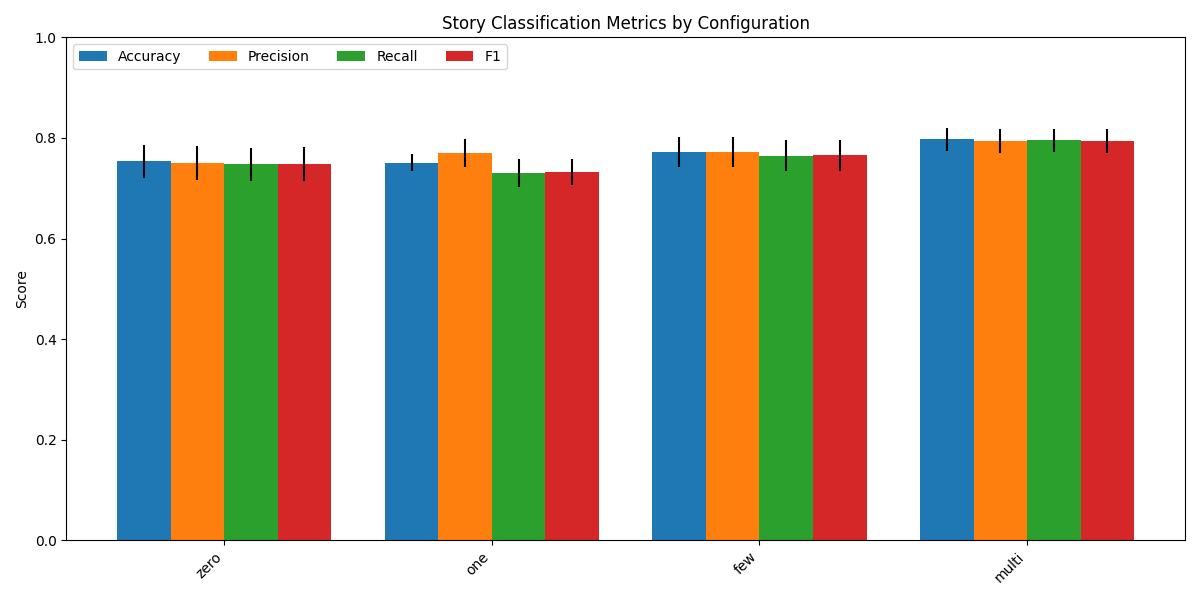 Story Classification Metrics by Configuration
Accuracy Precision Recall F1
Score
1.0
0.8
0.6
0.4
0.2
0.0
zero one few multi